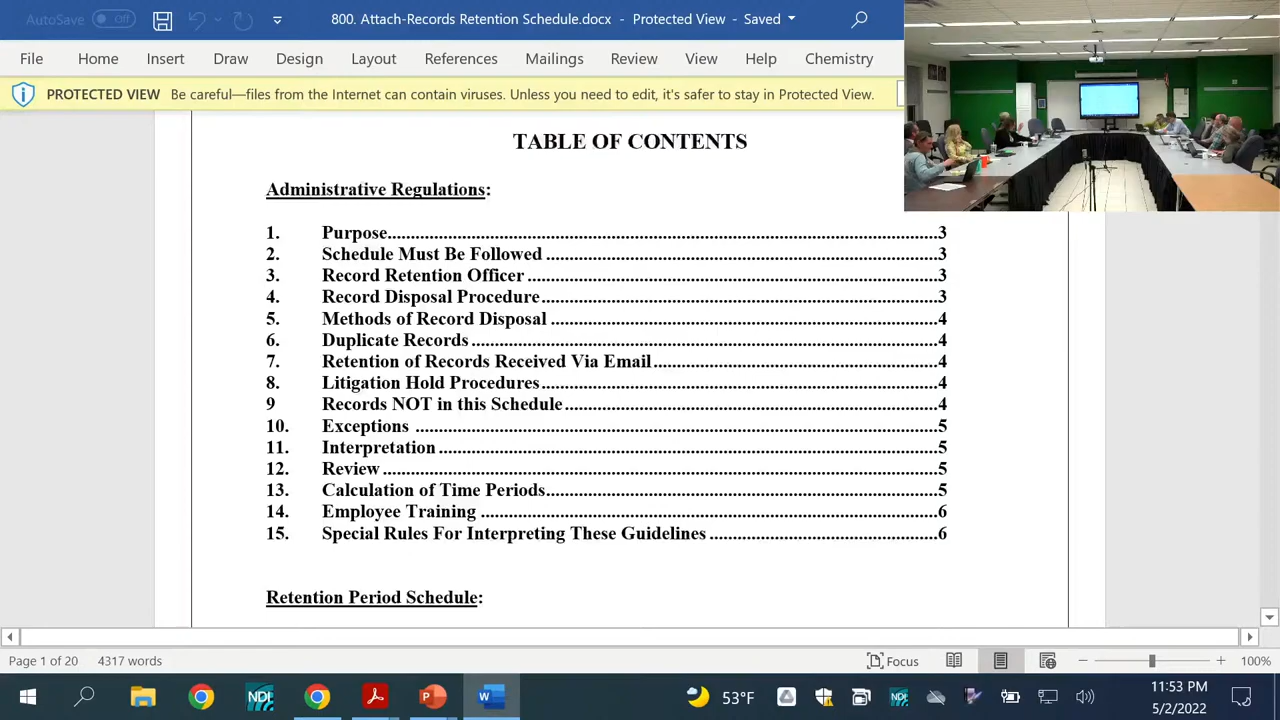 AutoSave Off 800. Attach-Records Retention Schedule.docx - Protected View - Saved
File Home Insert Draw Design Layout References Mailings Review View Help Chemistry
PROTECTED VIEW Be careful—files from the Internet can contain viruses. Unless you need to edit, it's safer to stay in Protected View.
TABLE OF CONTENTS
Administrative Regulations:
1. Purpose....................................................................................................3
2. Schedule Must Be Followed ........................................................................3
3. Record Retention Officer ...........................................................................3
4. Record Disposal Procedure.........................................................................3
5. Methods of Record Disposal .......................................................................4
6. Duplicate Records .....................................................................................4
7. Retention of Records Received Via Email.....................................................4
8. Litigation Hold Procedures.........................................................................4
9 Records NOT in this Schedule .....................................................................4
10. Exceptions ................................................................................................5
11. Interpretation ...........................................................................................5
12. Review ......................................................................................................5
13. Calculation of Time Periods........................................................................5
14. Employee Training ....................................................................................6
15. Special Rules For Interpreting These Guidelines ..........................................6
Retention Period Schedule:
Page 1 of 20 4317 words Focus 100%
NDI 53°F NDI 11:53 PM
5/2/2022